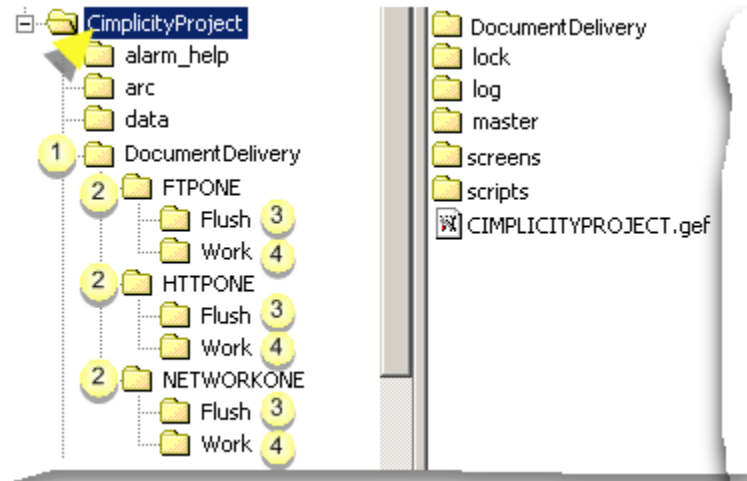 CimplicityProject
alarm_help
arc
data
1 DocumentDelivery
2 FTPONE
Flush 3
Work 4
2 HTTPONE
Flush 3
Work 4
2 NETWORKONE
Flush 3
Work 4
DocumentDelivery
lock
log
master
screens
scripts
CIMPLICITYPROJECT.gef